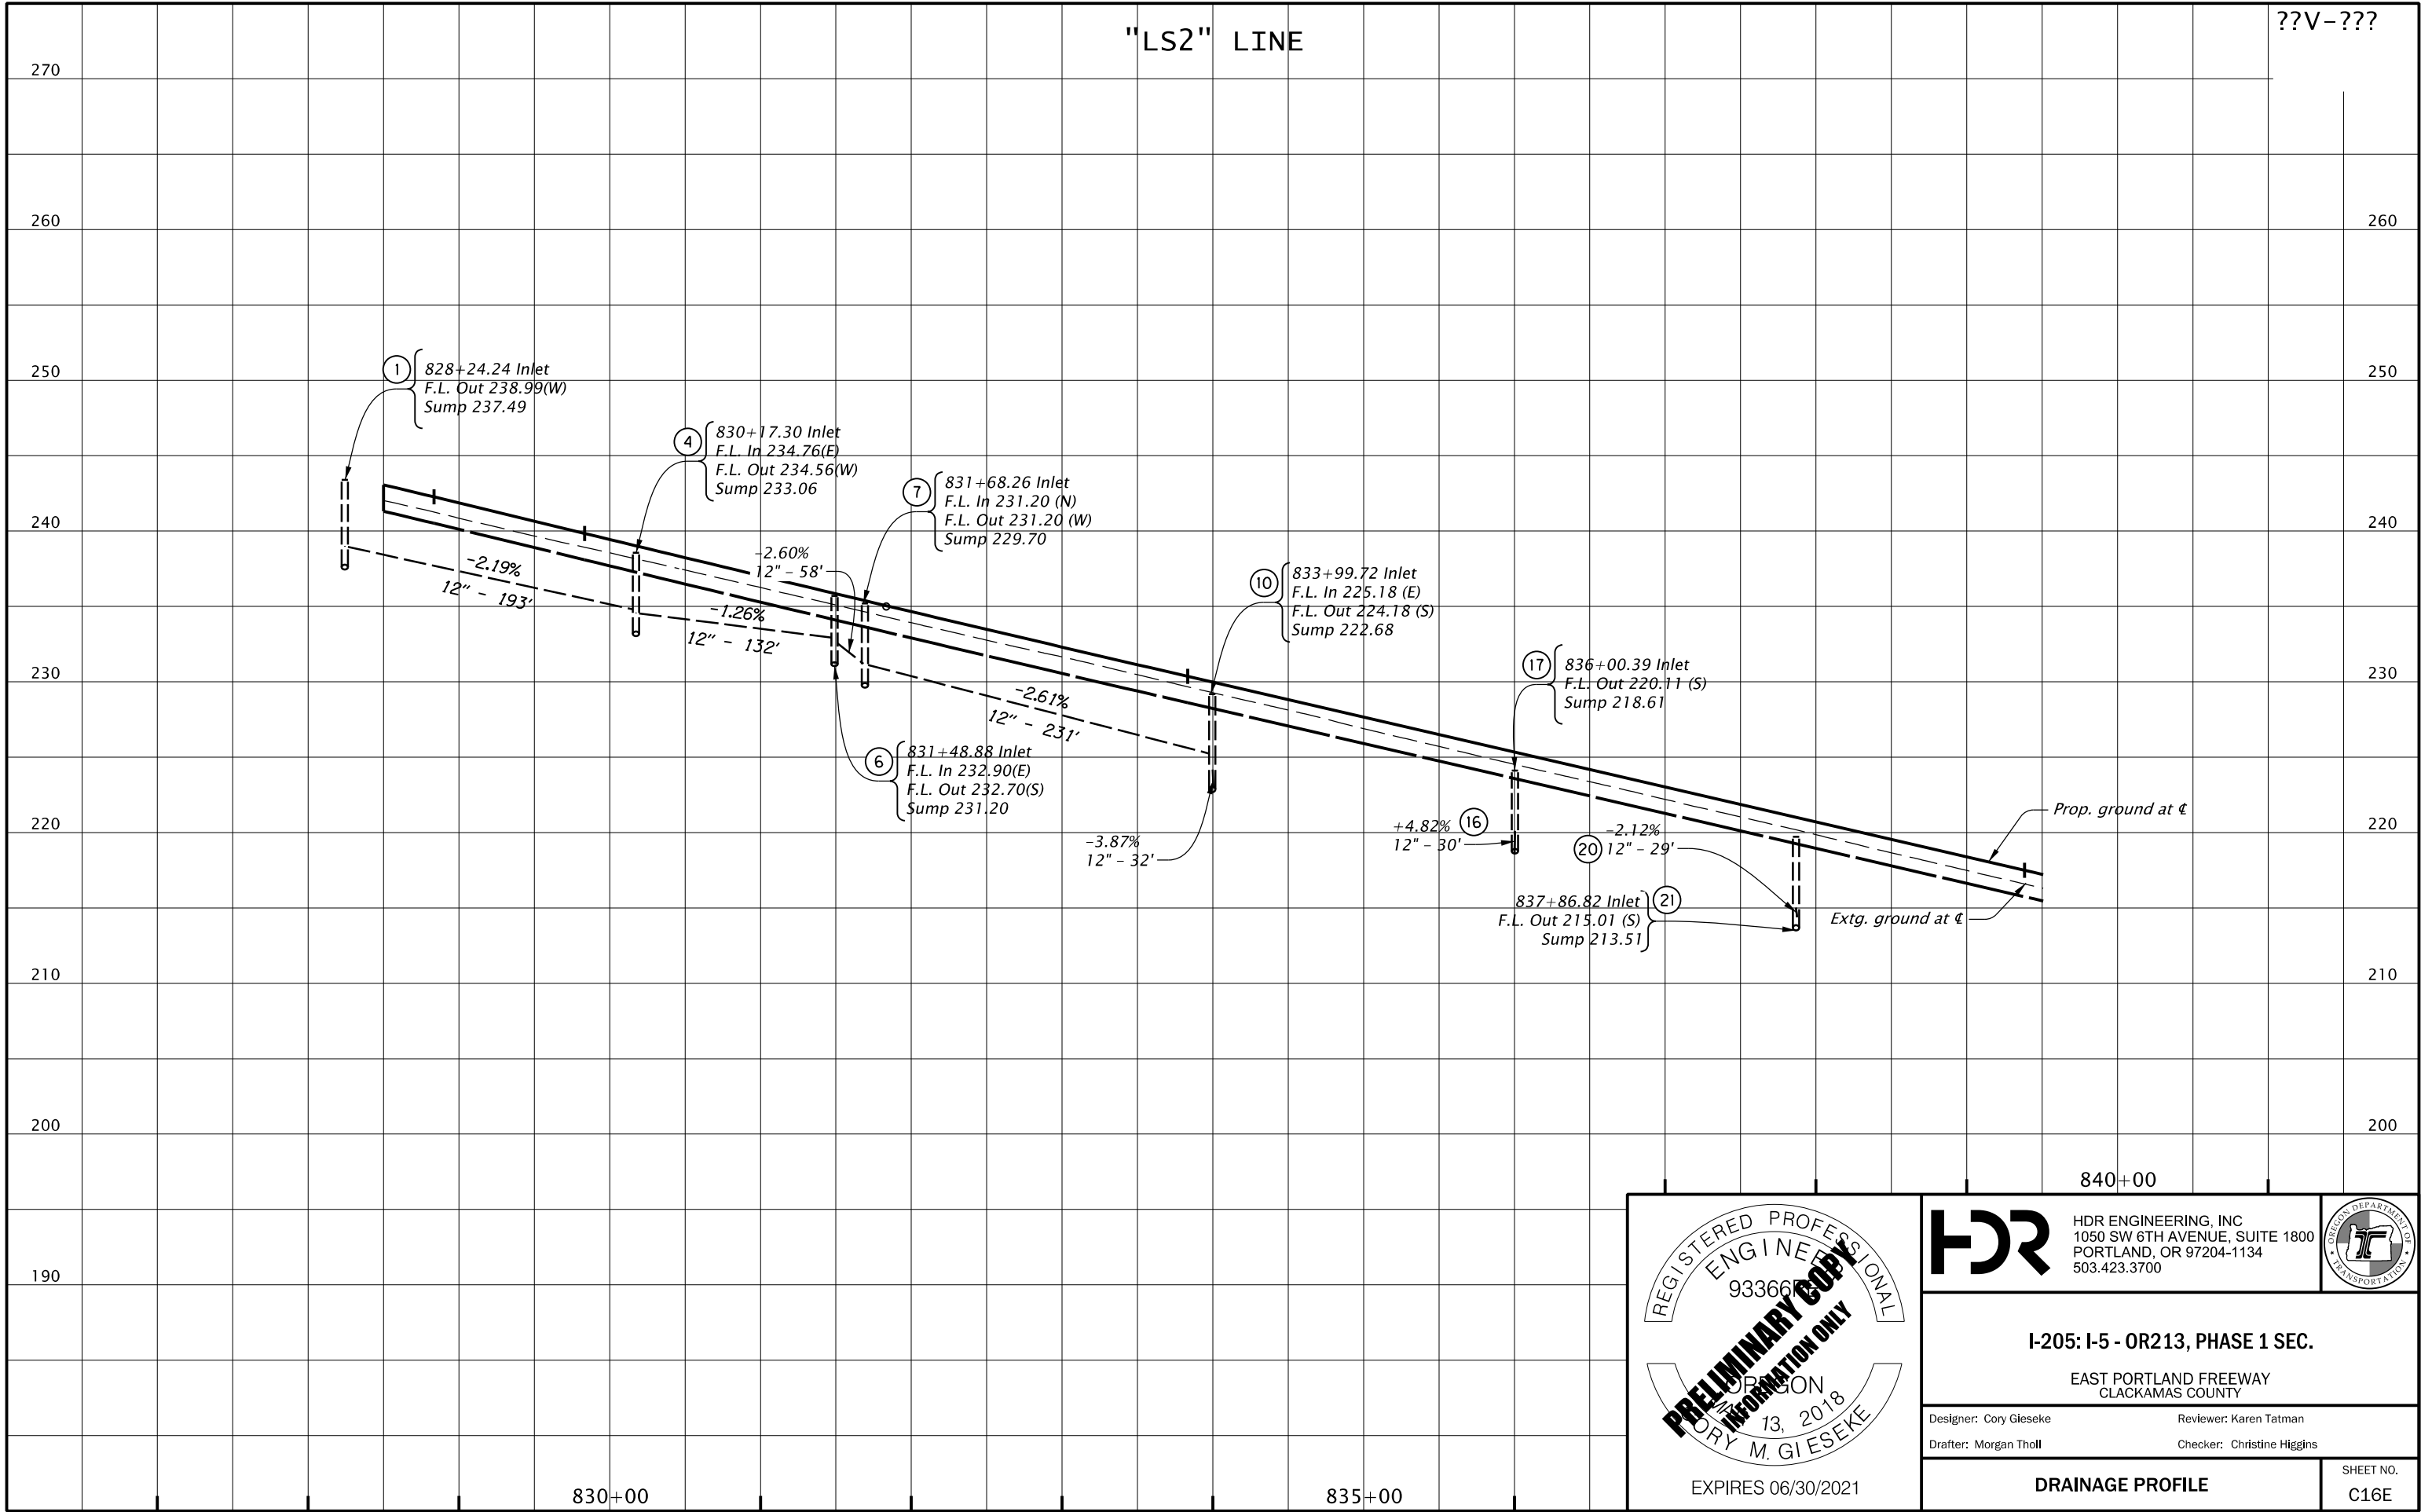 "LS2" LINE
??V-???
270
260
260
250
250
240
240
230
230
220
220
210
210
200
200
190
1
828+24.24 Inlet
F.L. Out 238.99(W)
Sump 237.49
4
830+17.30 Inlet
F.L. In 234.76(E)
F.L. Out 234.56(W)
Sump 233.06
7
831+68.26 Inlet
F.L. In 231.20 (N)
F.L. Out 231.20 (W)
Sump 229.70
-2.60%
12" - 58'
-2.19%
12" - 193'
-1.26%
12" - 132'
10
833+99.72 Inlet
F.L. In 225.18 (E)
F.L. Out 224.18 (S)
Sump 222.68
17
836+00.39 Inlet
F.L. Out 220.11 (S)
Sump 218.61
-2.61%
12" - 231'
6
831+48.88 Inlet
F.L. In 232.90(E)
F.L. Out 232.70(S)
Sump 231.20
-3.87%
12" - 32'
+4.82%
12" - 30'
16
-2.12%
20
12" - 29'
837+86.82 Inlet
F.L. Out 215.01 (S)
Sump 213.51
21
Prop. ground at ℄
Extg. ground at ℄
840+00
830+00
835+00
REGISTERED PROFESSIONAL
ENGINEER
93366PE
PRELIMINARY COPY
INFORMATION ONLY
OREGON
MAR 13, 2018
CORY M. GIESEKE
EXPIRES 06/30/2021
HDR
HDR ENGINEERING, INC
1050 SW 6TH AVENUE, SUITE 1800
PORTLAND, OR 97204-1134
503.423.3700
OREGON DEPARTMENT OF
TRANSPORTATION
I-205: I-5 - OR213, PHASE 1 SEC.
EAST PORTLAND FREEWAY
CLACKAMAS COUNTY
Designer: Cory Gieseke
Reviewer: Karen Tatman
Drafter: Morgan Tholl
Checker: Christine Higgins
DRAINAGE PROFILE
SHEET NO.
C16E